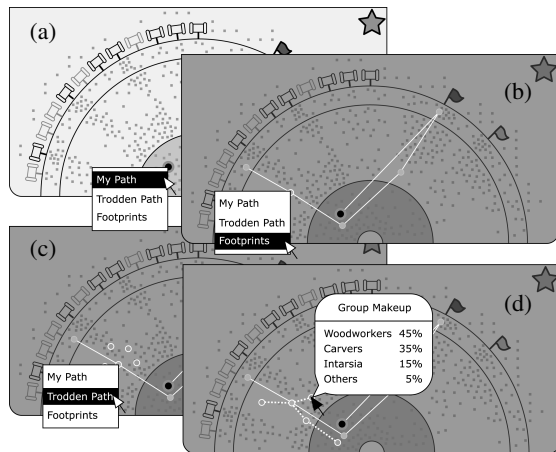 (a)
My Path
Trodden Path
Footprints
(b)
My Path
Trodden Path
Footprints
(c)
My Path
Trodden Path
Footprints
(d)
Group Makeup
Woodworkers 45%
Carvers 35%
Intarsia 15%
Others 5%